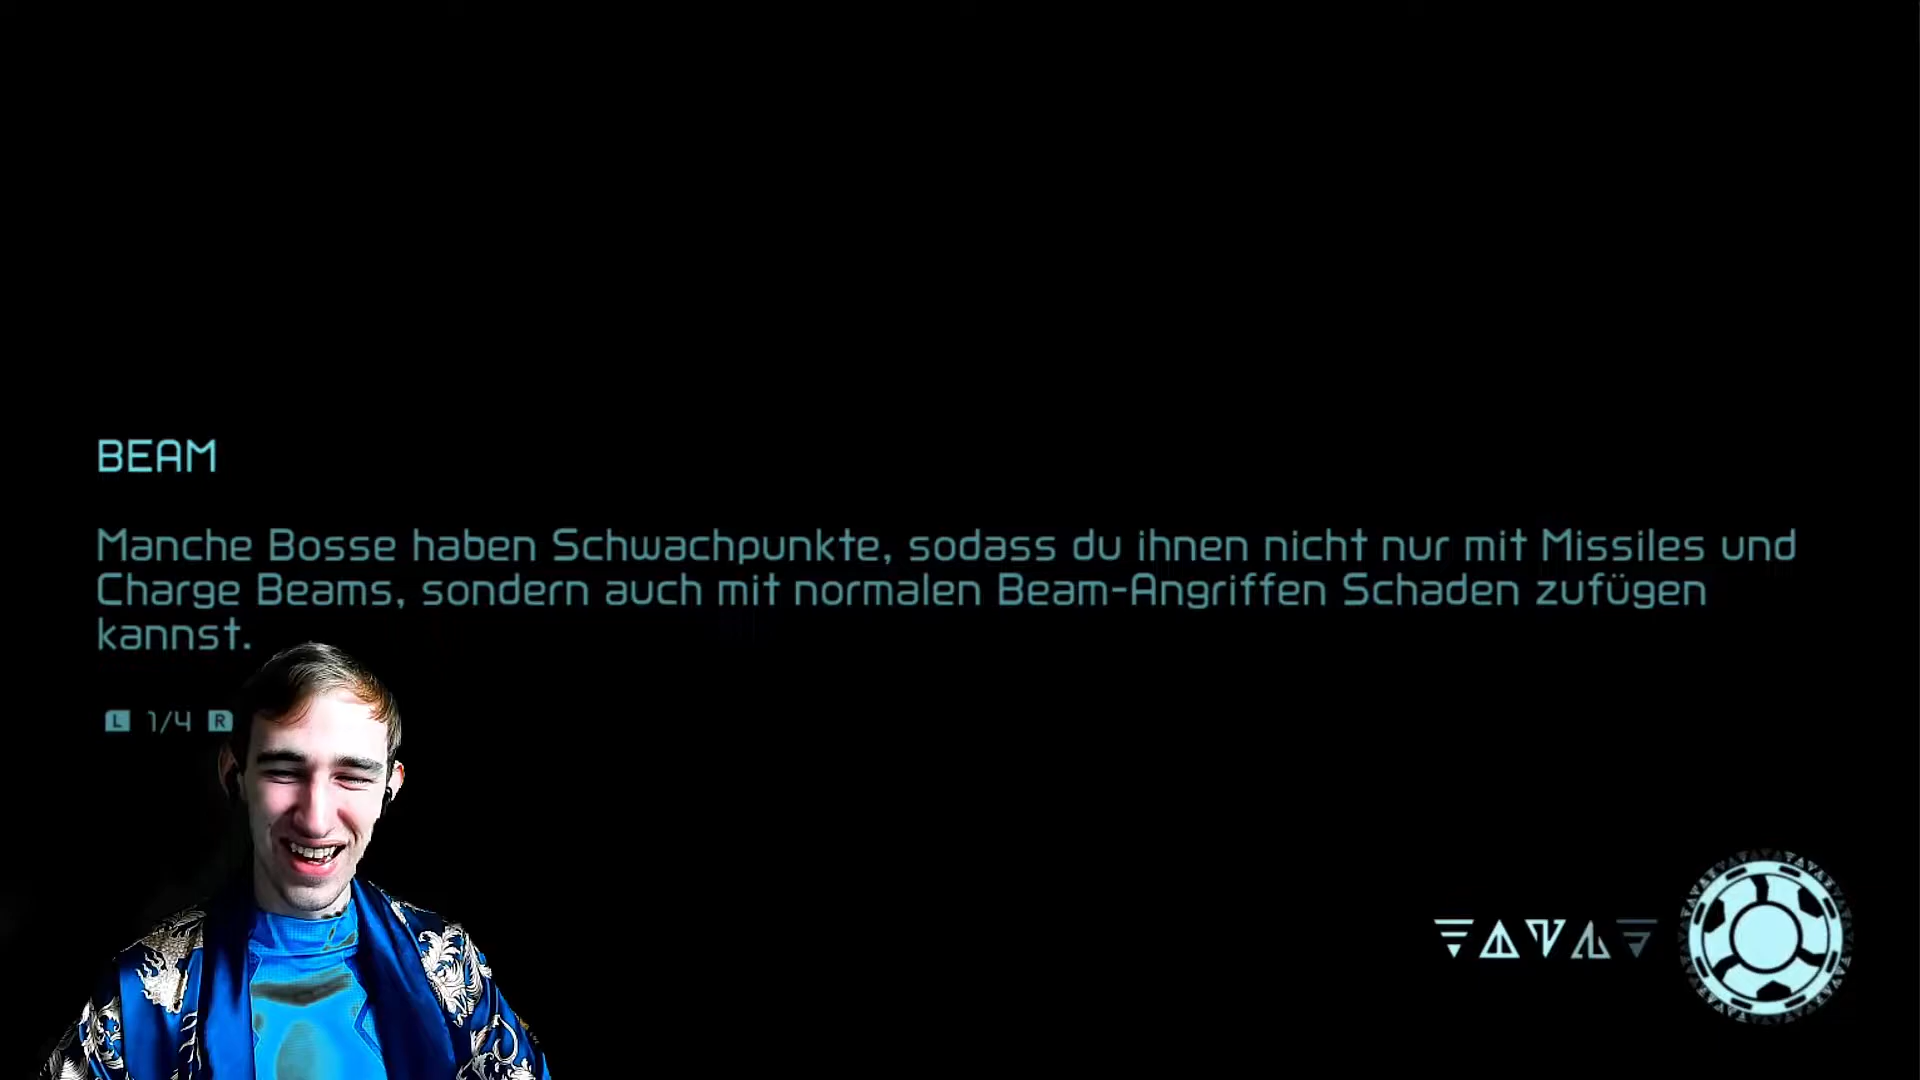 BEAM
Manche Bosse haben Schwachpunkte, sodass du ihnen nicht nur mit Missiles und
Charge Beams, sondern auch mit normalen Beam-Angriffen Schaden zufügen
kannst.
L 1/4 R